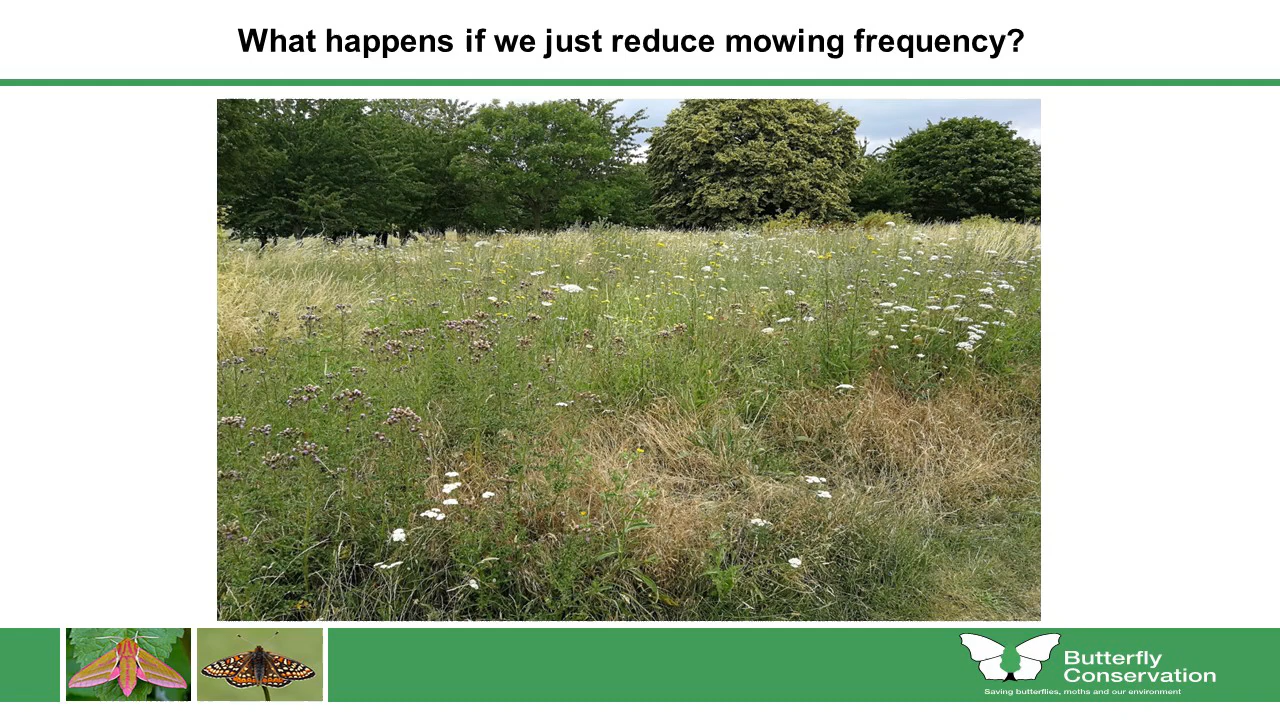 What happens if we just reduce mowing frequency?
Butterfly
Conservation
Saving butterflies, moths and our environment